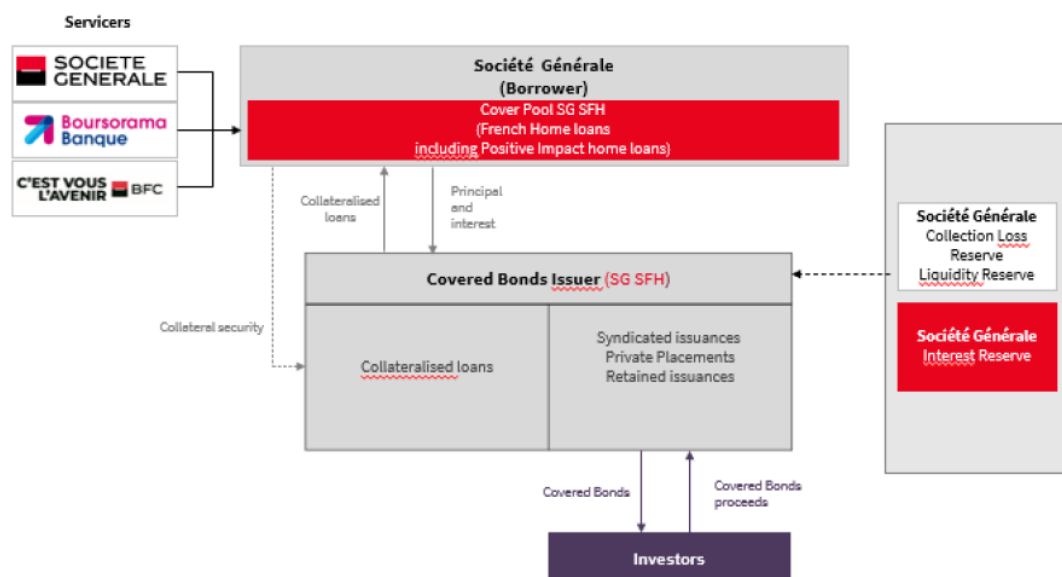 Servicers
SOCIETE
GENERALE
Boursorama
Banque
C'EST VOUS
L'AVENIR BFC
Société Générale
(Borrower)
Cover Pool SG SFH
(French Home loans
including Positive Impact home loans)
Collateralised
loans
Principal
and
interest
Société Générale
Collection Loss
Reserve
Liquidity Reserve
Société Générale
Interest Reserve
Covered Bonds Issuer (SG SFH)
Collateral security
Collateralised loans
Syndicated issuances
Private Placements
Retained issuances
Covered Bonds
Covered Bonds
proceeds
Investors